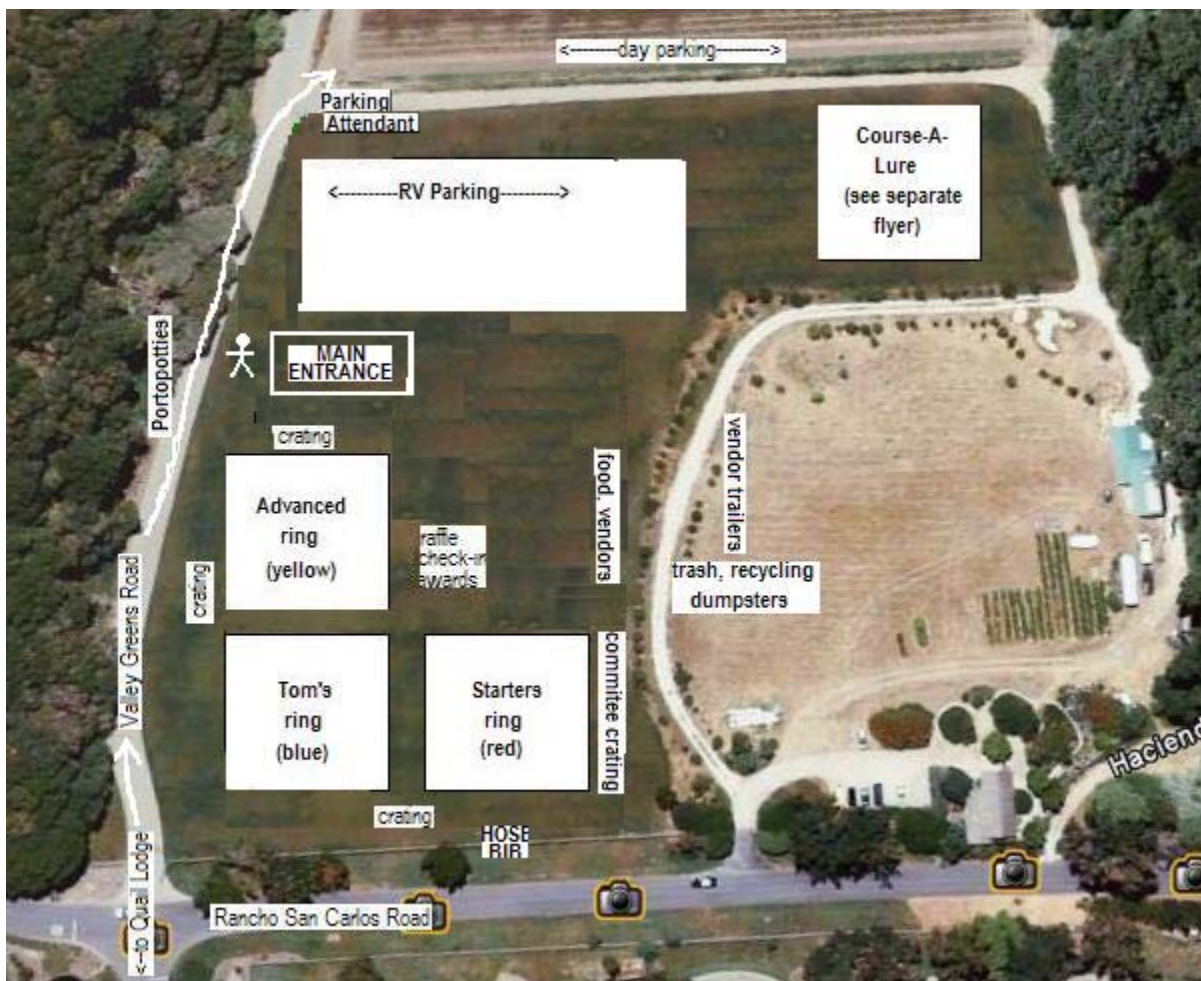 <--------day parking--------->
Parking
Attendant
Course-A-
Lure
(see separate
flyer)
<----------RV Parking---------->
MAIN
ENTRANCE
Portopotties
crating
Advanced
ring
(yellow)
raffle
check-in
awards
food, vendors
vendor trailers
trash, recycling
dumpsters
crating
Valley Greens Road
Tom's
ring
(blue)
Starters
ring
(red)
commitee crating
crating
HOSE
BIB
Rancho San Carlos Road
<--to Quail Lodge